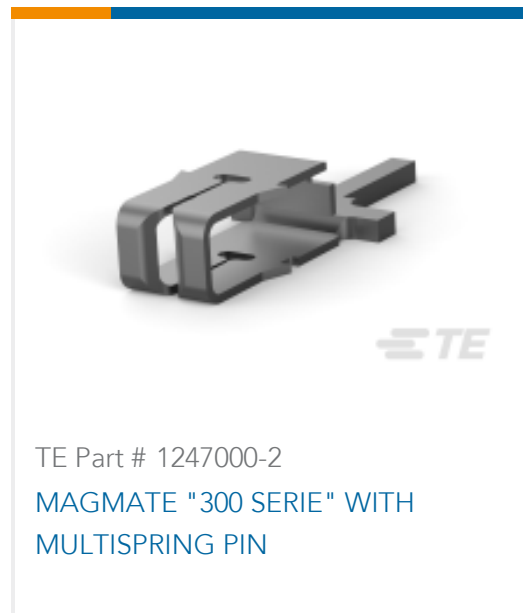 TE
TE Part # 1247000-2
MAGMATE "300 SERIE" WITH
MULTISPRING PIN